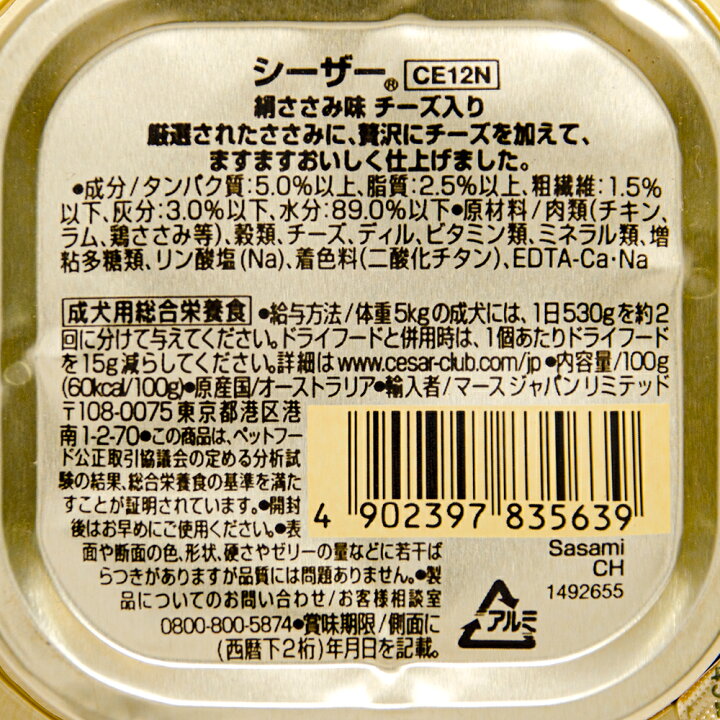 シーザー® CE12N
絹ささみ味 チーズ入り
厳選されたささみに、贅沢にチーズを加えて、
ますますおいしく仕上げました。
●成分/タンパク質:5.0%以上、脂質:2.5%以上、粗繊維:1.5%
以下、灰分:3.0%以下、水分:89.0%以下●原材料/肉類(チキン、
ラム、鶏ささみ等)、穀類、チーズ、ディル、ビタミン類、ミネラル類、増
粘多糖類、リン酸塩(Na)、着色料(二酸化チタン)、EDTA-Ca・Na
成犬用総合栄養食 ●給与方法/体重5kgの成犬には、1日530gを約2
回に分けて与えてください。ドライフードと併用時は、1個あたりドライフード
を15g減らしてください。詳細はwww.cesar-club.com/jp●内容量/100g
(60kcal/100g)●原産国/オーストラリア●輸入者/マースジャパンリミテッド
〒108-0075 東京都港区港
南1-2-70●この商品は、ペットフー
ド公正取引協議会の定める分析試
験の結果、総合栄養食の基準を満た
すことが証明されています。●開封
後はお早めにご使用ください。●表
面や断面の色、形状、硬さやゼリーの量などに若干ば
らつきがありますが品質には問題ありません。●製
品についてのお問い合わせ/お客様相談室
0800-800-5874●賞味期限/側面に
(西暦下2桁)年月日を記載。
4 902397 835639
Sasami
CH
1492655
アルミ